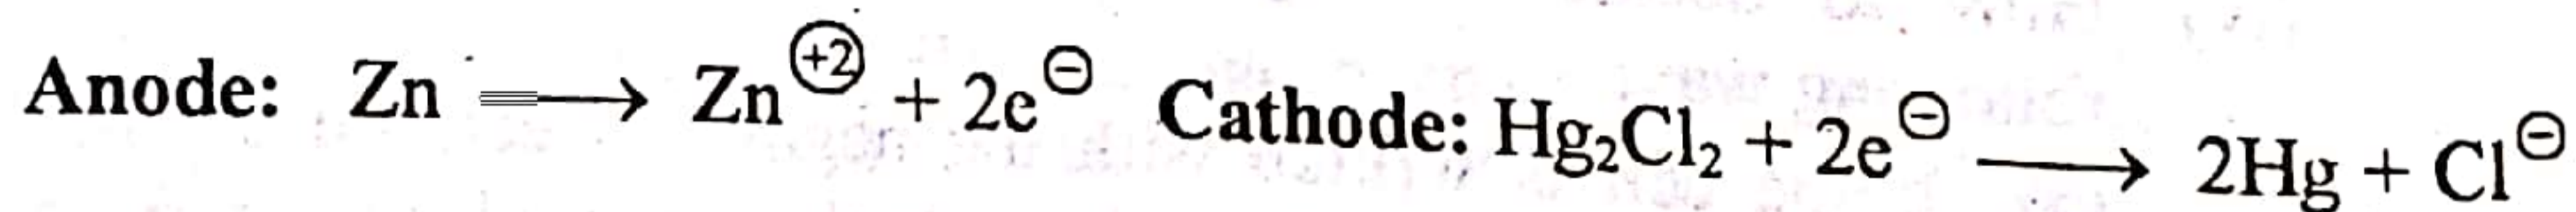 Anode: Zn ⟶ Zn^(+2) + 2e^⊖ Cathode: Hg₂Cl₂ + 2e^⊖ ⟶ 2Hg + Cl^⊖